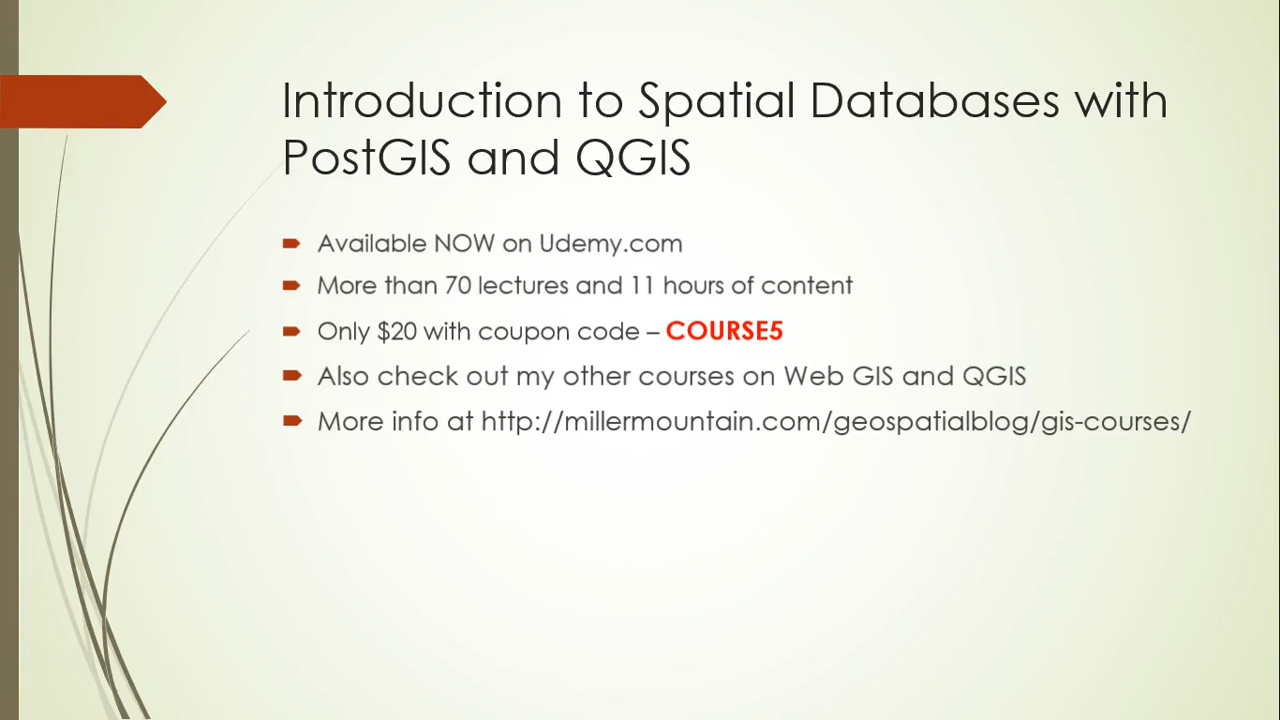 Introduction to Spatial Databases with
PostGIS and QGIS
Available NOW on Udemy.com
More than 70 lectures and 11 hours of content
Only $20 with coupon code – COURSE5
Also check out my other courses on Web GIS and QGIS
More info at http://millermountain.com/geospatialblog/gis-courses/